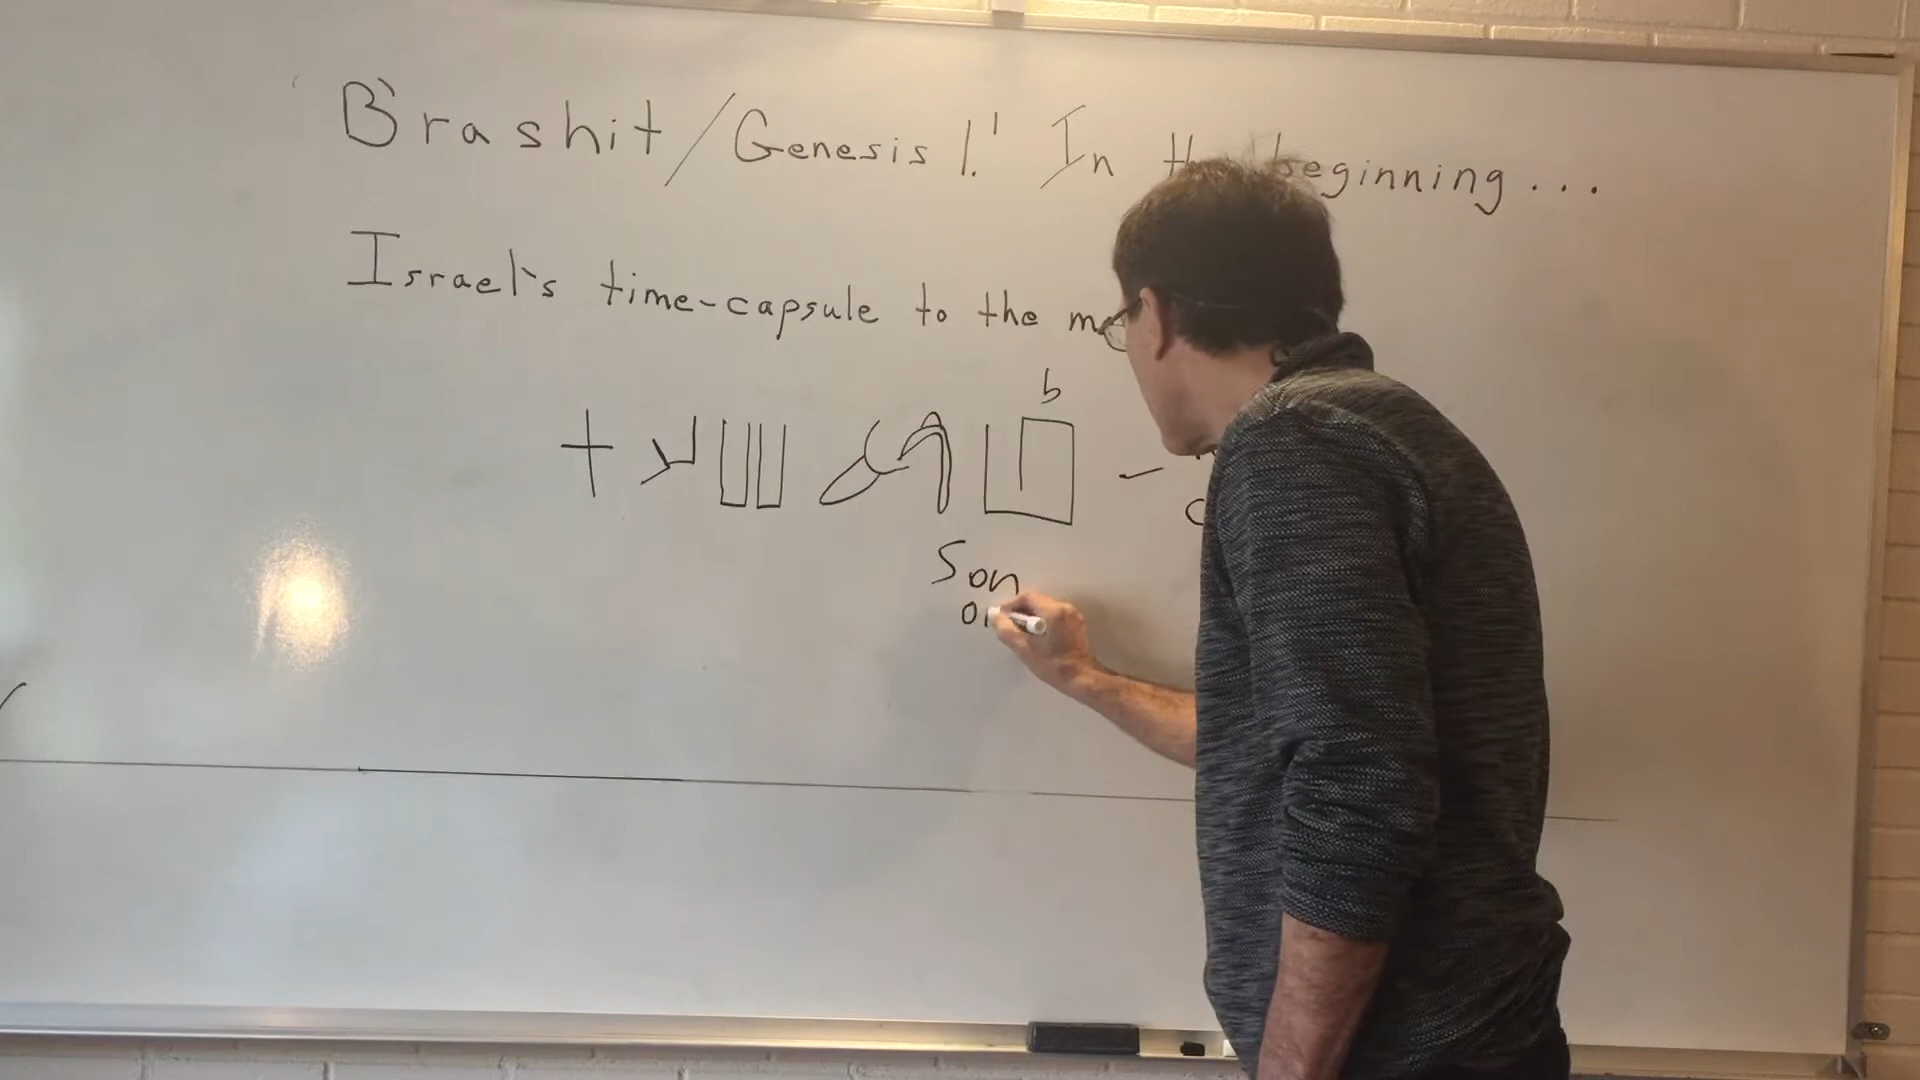 B'rashit/Genesis 1:1 In the beginning...
Israel's time-capsule to the
b
Son